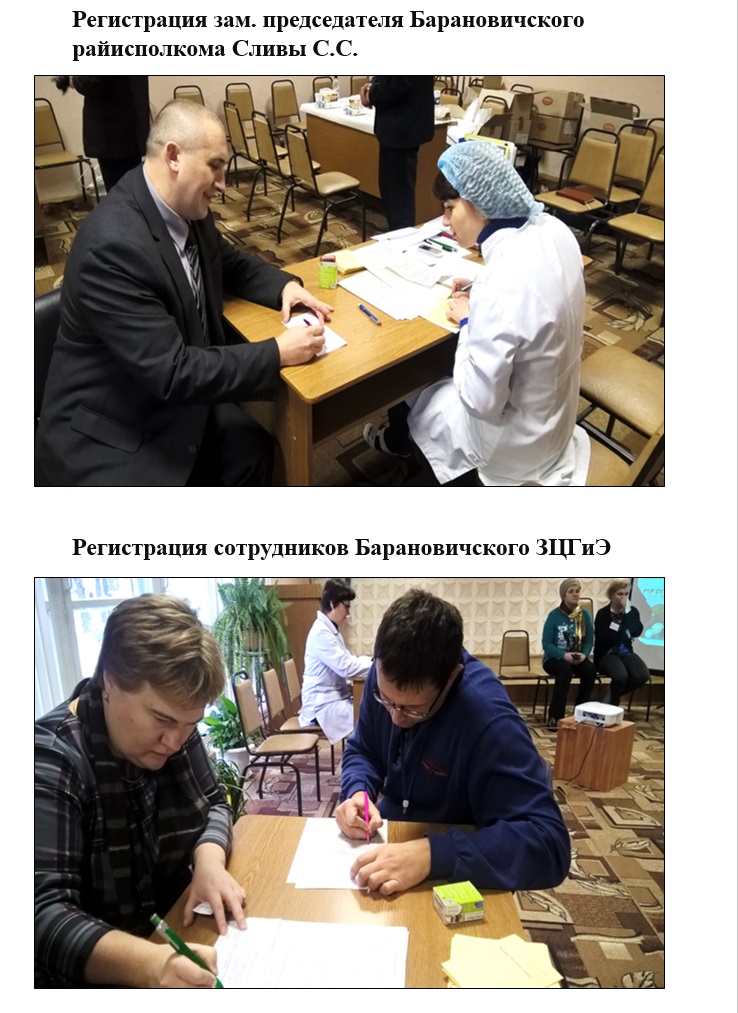 Регистрация зам. председателя Барановичского
райисполкома Сливы С.С.
Регистрация сотрудников Барановичского ЗЦГиЭ